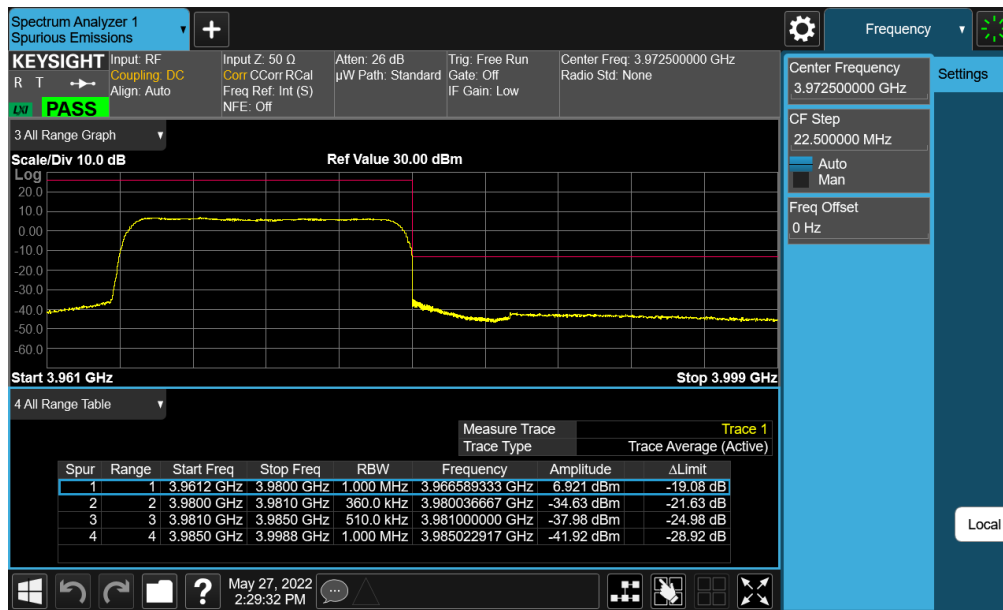 Spectrum Analyzer 1
Spurious Emissions
+
Frequency
KEYSIGHT
R T
LXI PASS
Input: RF
Coupling: DC
Align: Auto
Input Z: 50 Ω
Corr CCorr RCal
Freq Ref: Int (S)
NFE: Off
Atten: 26 dB
µW Path: Standard
Trig: Free Run
Gate: Off
IF Gain: Low
Center Freq: 3.972500000 GHz
Radio Std: None
Center Frequency
3.972500000 GHz
Settings
CF Step
22.500000 MHz
Auto
Man
Freq Offset
0 Hz
Local
3 All Range Graph
Scale/Div 10.0 dB
Ref Value 30.00 dBm
Log
20.0
10.0
0.00
-10.0
-20.0
-30.0
-40.0
-50.0
-60.0
Start 3.961 GHz
Stop 3.999 GHz
4 All Range Table
Measure Trace Trace 1
Trace Type Trace Average (Active)
Spur Range Start Freq Stop Freq RBW Frequency Amplitude ΔLimit
1 1 3.9612 GHz 3.9800 GHz 1.000 MHz 3.966589333 GHz 6.921 dBm -19.08 dB
2 2 3.9800 GHz 3.9810 GHz 360.0 kHz 3.980036667 GHz -34.63 dBm -21.63 dB
3 3 3.9810 GHz 3.9850 GHz 510.0 kHz 3.981000000 GHz -37.98 dBm -24.98 dB
4 4 3.9850 GHz 3.9988 GHz 1.000 MHz 3.985022917 GHz -41.92 dBm -28.92 dB
?
May 27, 2022
2:29:32 PM